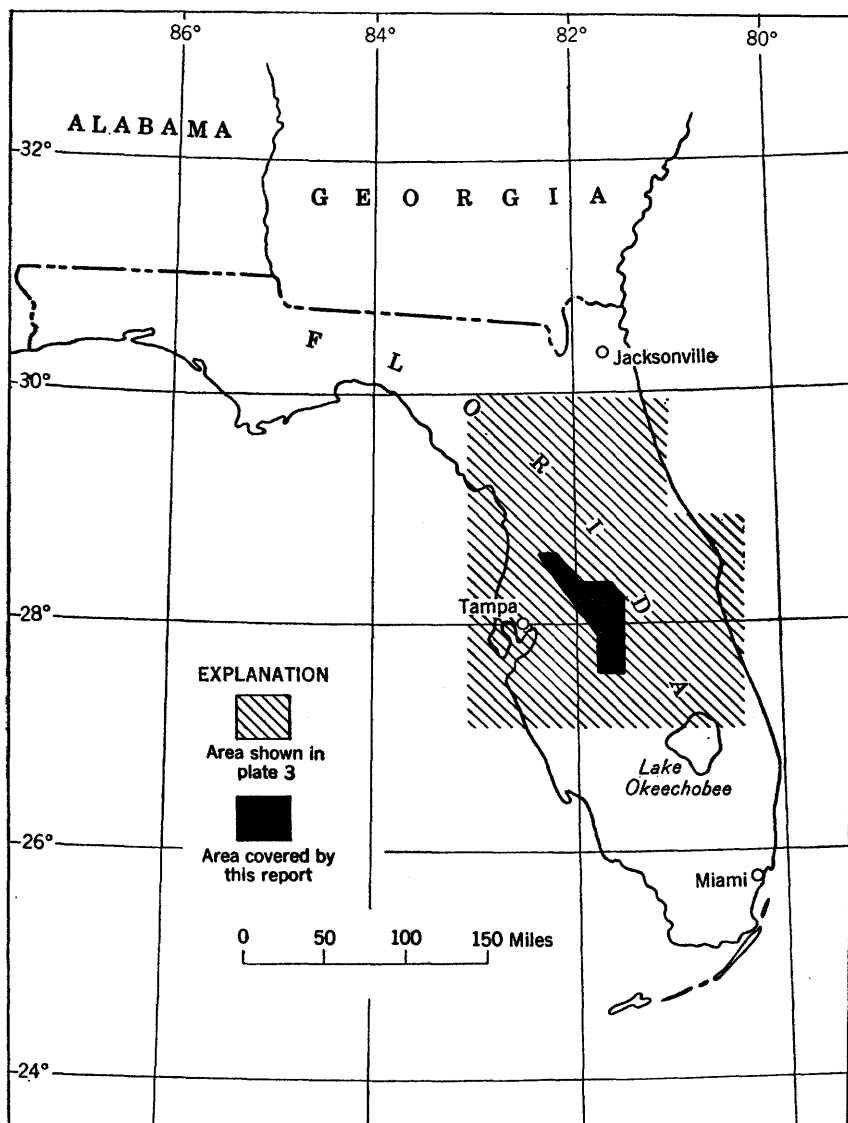 86° 84° 82° 80°
ALABAMA
32°
GEORGIA
Jacksonville
30°
FLORIDA
28°
Tampa
EXPLANATION
Area shown in
plate 3
Lake
Okeechobee
26°
Area covered by
this report
Miami
0 50 100 150 Miles
24°